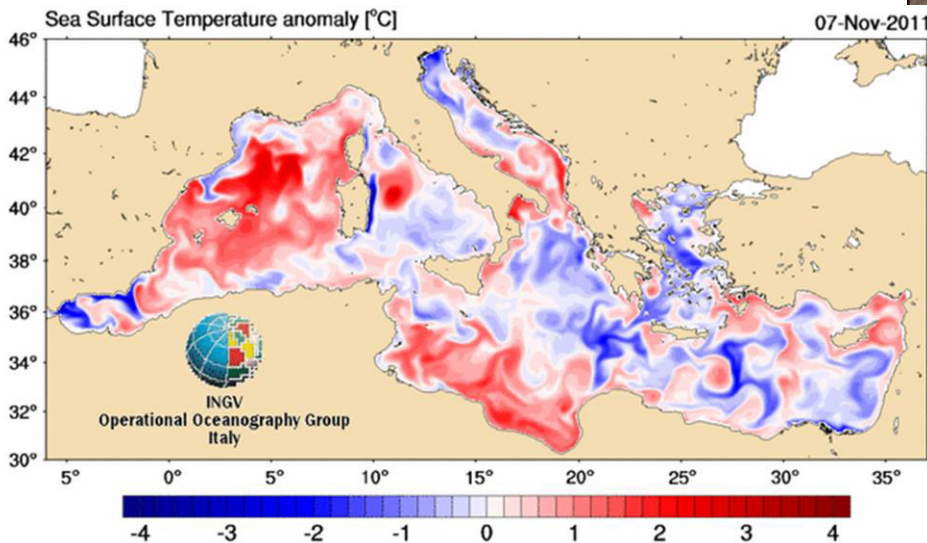 Sea Surface Temperature anomaly [°C]
07-Nov-2011
46°
44°
42°
40°
38°
36°
34°
32°
30°
INGV
Operational Oceanography Group
Italy
5° 0° 5° 10° 15° 20° 25° 30° 35°
-4 -3 -2 -1 0 1 2 3 4